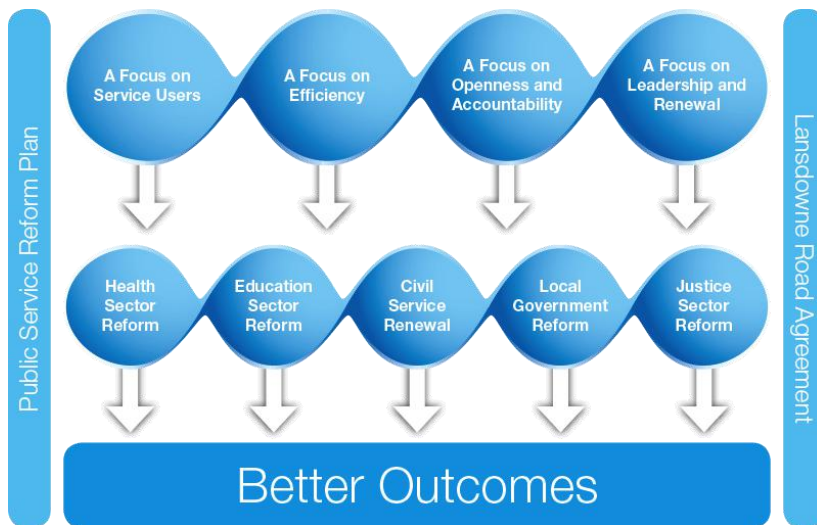 Public Service Reform Plan
A Focus on
Service Users
A Focus on
Efficiency
A Focus on
Openness and
Accountability
A Focus on
Leadership and
Renewal
Health
Sector
Reform
Education
Sector
Reform
Civil
Service
Renewal
Local
Government
Reform
Justice
Sector
Reform
Better Outcomes
Lansdowne Road Agreement